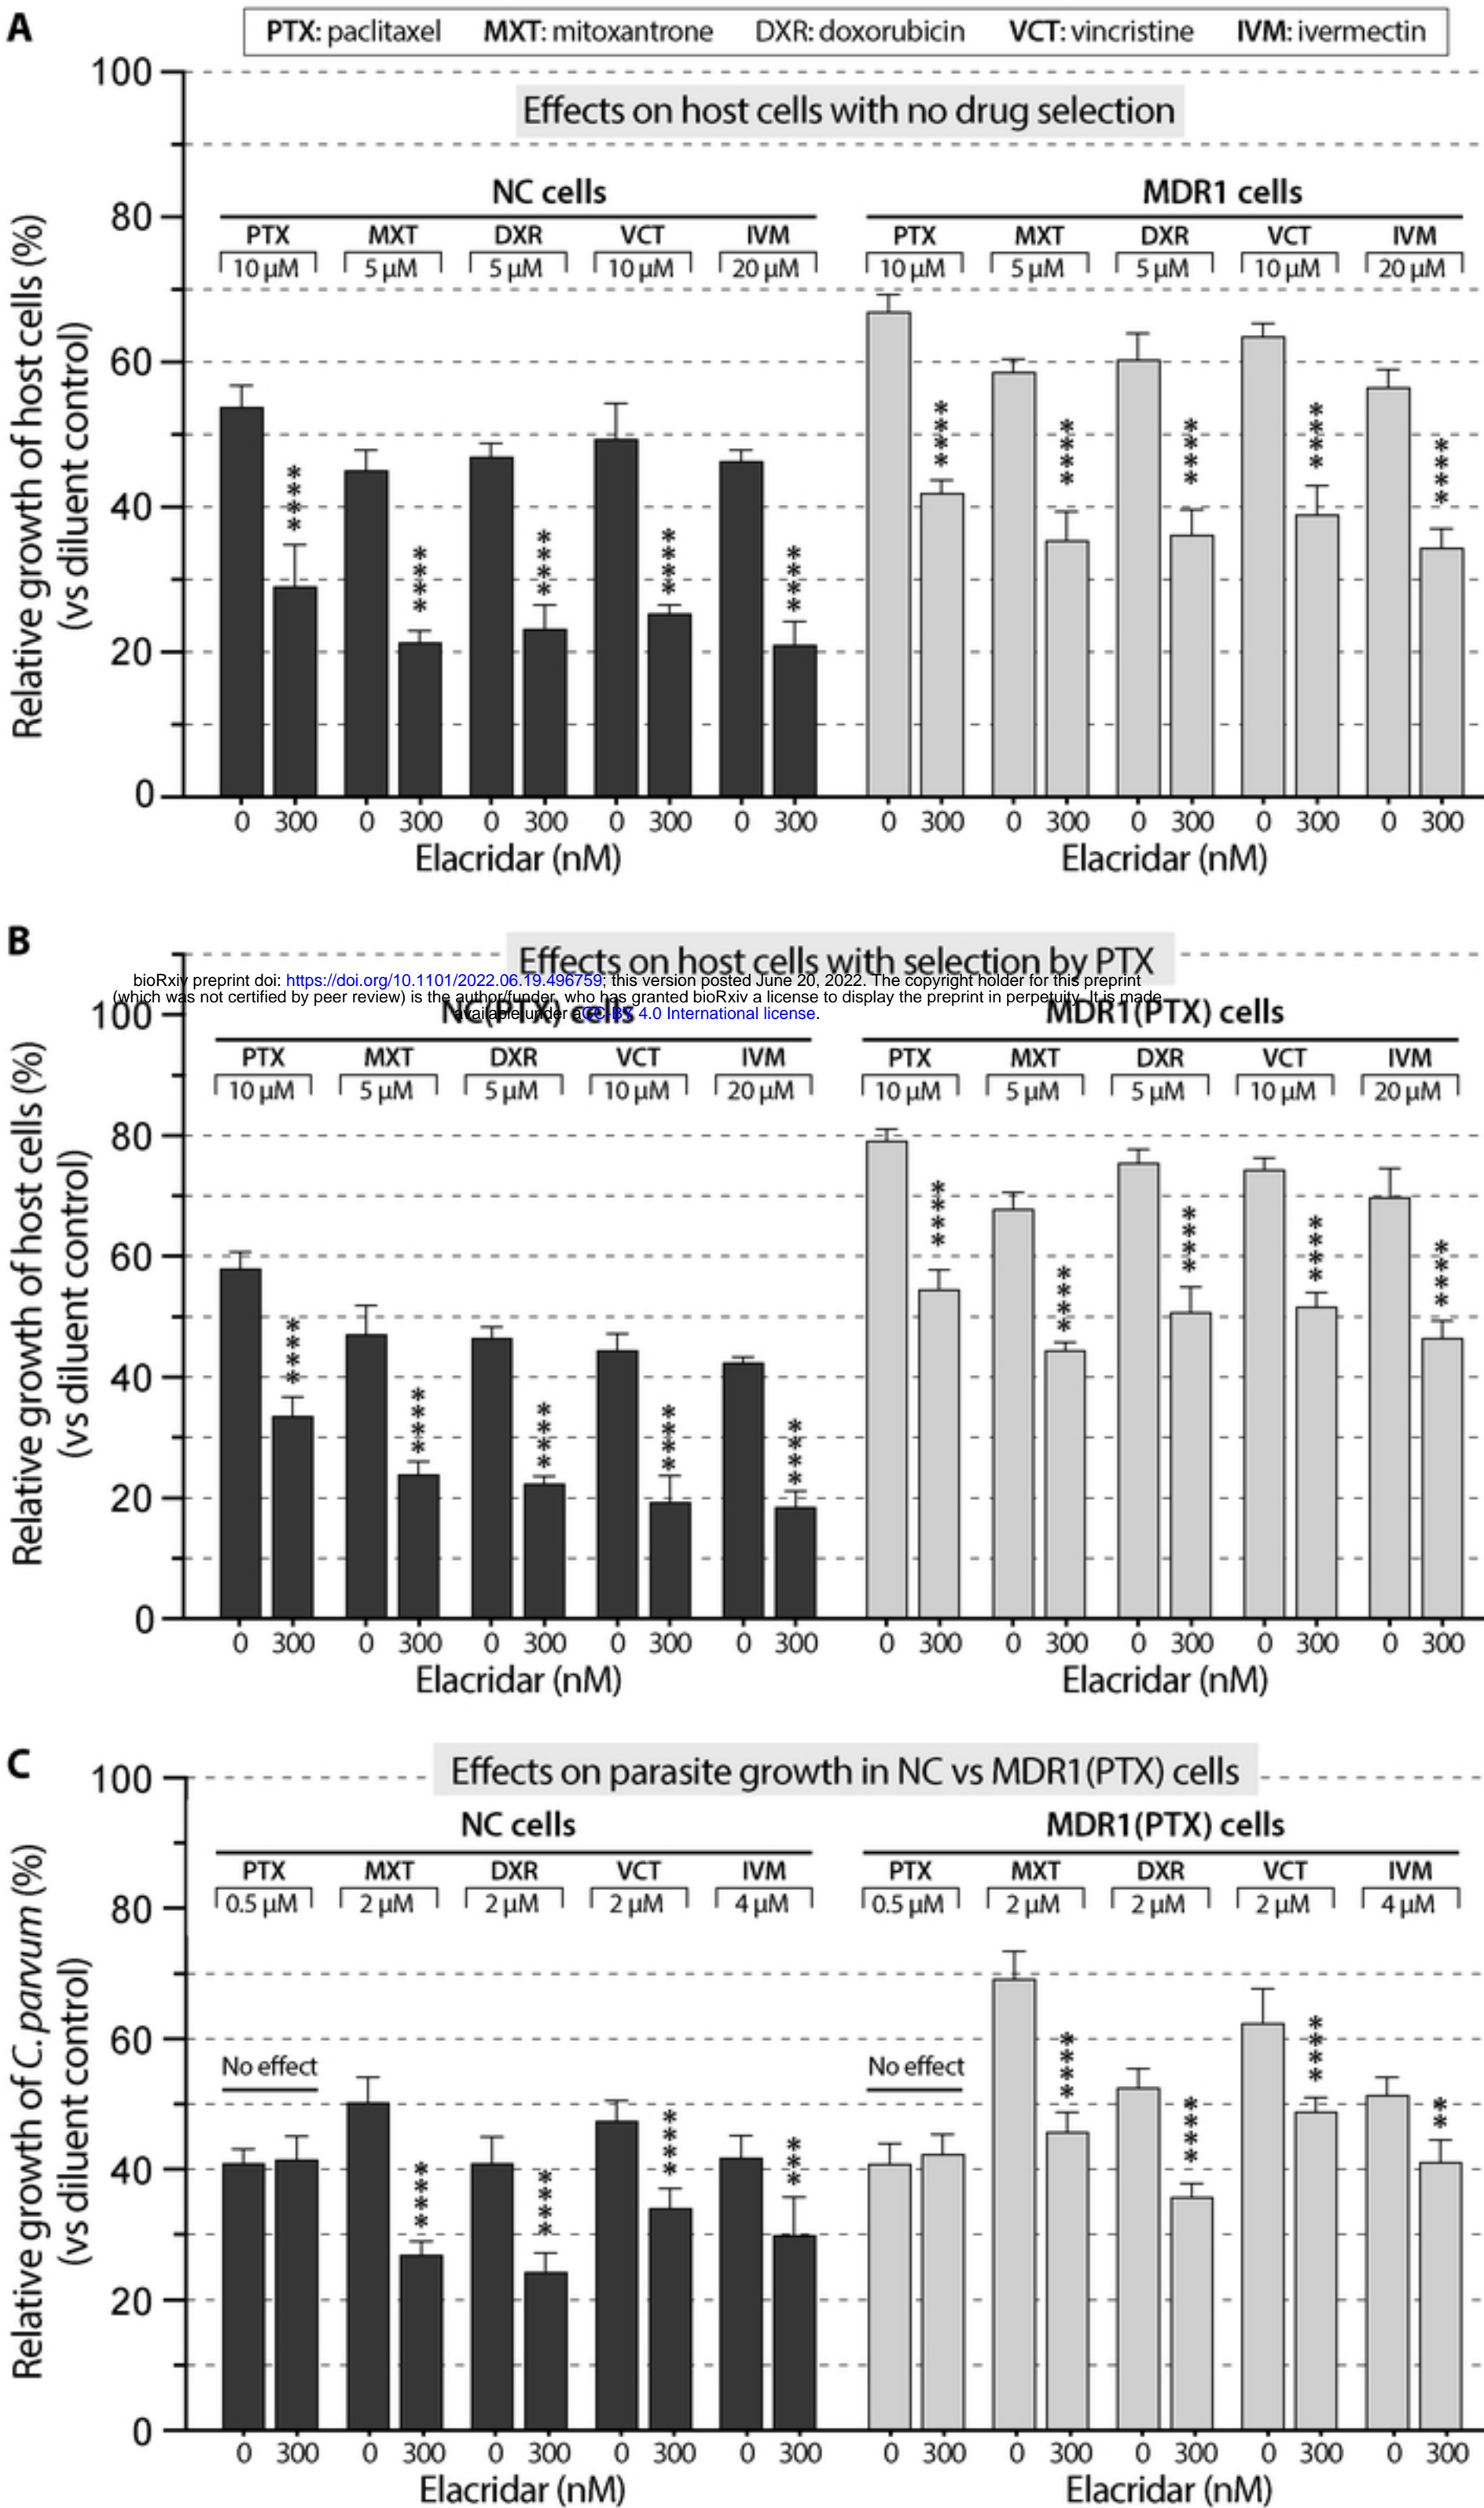 A
PTX: paclitaxel MXT: mitoxantrone DXR: doxorubicin VCT: vincristine IVM: ivermectin
Effects on host cells with no drug selection
Relative growth of host cells (%)
(vs diluent control)
100
80
60
40
20
0
NC cells MDR1 cells
PTX MXT DXR VCT IVM PTX MXT DXR VCT IVM
10 µM 5 µM 5 µM 10 µM 20 µM 10 µM 5 µM 5 µM 10 µM 20 µM
**** **** **** **** **** **** **** **** **** ****
0 300 0 300 0 300 0 300 0 300 0 300 0 300 0 300 0 300 0 300
Elacridar (nM) Elacridar (nM)
B
Effects on host cells with selection by PTX
bioRxiv preprint doi: https://doi.org/10.1101/2022.06.19.496759; this version posted June 20, 2022. The copyright holder for this preprint
(which was not certified by peer review) is the author/funder, who has granted bioRxiv a license to display the preprint in perpetuity. It is made
available under aCC-BY 4.0 International license.
Relative growth of host cells (%)
(vs diluent control)
100
80
60
40
20
0
NC(PTX) cells MDR1(PTX) cells
PTX MXT DXR VCT IVM PTX MXT DXR VCT IVM
10 µM 5 µM 5 µM 10 µM 20 µM 10 µM 5 µM 5 µM 10 µM 20 µM
**** **** **** **** **** **** **** **** **** ****
0 300 0 300 0 300 0 300 0 300 0 300 0 300 0 300 0 300 0 300
Elacridar (nM) Elacridar (nM)
C
Effects on parasite growth in NC vs MDR1(PTX) cells
Relative growth of C.parvum (%)
(vs diluent control)
100
80
60
40
20
0
NC cells MDR1(PTX) cells
PTX MXT DXR VCT IVM PTX MXT DXR VCT IVM
0.5 µM 2 µM 2 µM 2 µM 4 µM 0.5 µM 2 µM 2 µM 2 µM 4 µM
No effect **** **** **** *** No effect **** **** **** **
0 300 0 300 0 300 0 300 0 300 0 300 0 300 0 300 0 300 0 300
Elacridar (nM) Elacridar (nM)